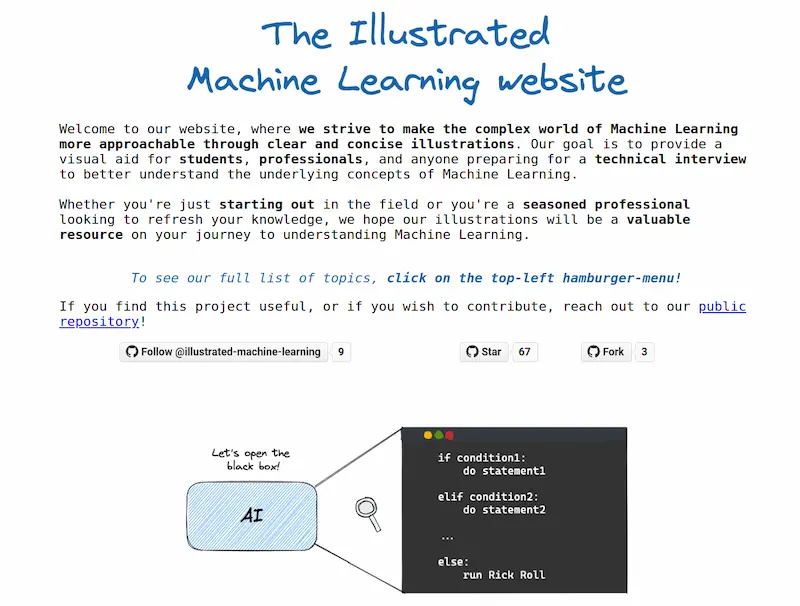 The Illustrated
Machine Learning website
Welcome to our website, where we strive to make the complex world of Machine Learning
more approachable through clear and concise illustrations. Our goal is to provide a
visual aid for students, professionals, and anyone preparing for a technical interview
to better understand the underlying concepts of Machine Learning.
Whether you're just starting out in the field or you're a seasoned professional
looking to refresh your knowledge, we hope our illustrations will be a valuable
resource on your journey to understanding Machine Learning.
To see our full list of topics, click on the top-left hamburger-menu!
If you find this project useful, or if you wish to contribute, reach out to our public
repository!
Follow @illustrated-machine-learning 9 Star 67 Fork 3
Let's open the
black box!
AI
if condition1:
do statement1
elif condition2:
do statement2
...
else:
run Rick Roll